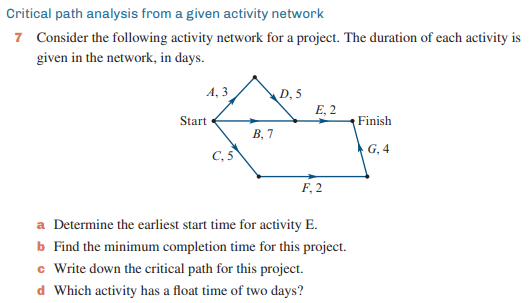 Critical path analysis from a given activity network
7 Consider the following activity network for a project. The duration of each activity is
given in the network, in days.
A, 3
D, 5
E, 2
Start
Finish
B, 7
G, 4
C, 5
F, 2
a Determine the earliest start time for activity E.
b Find the minimum completion time for this project.
c Write down the critical path for this project.
d Which activity has a float time of two days?